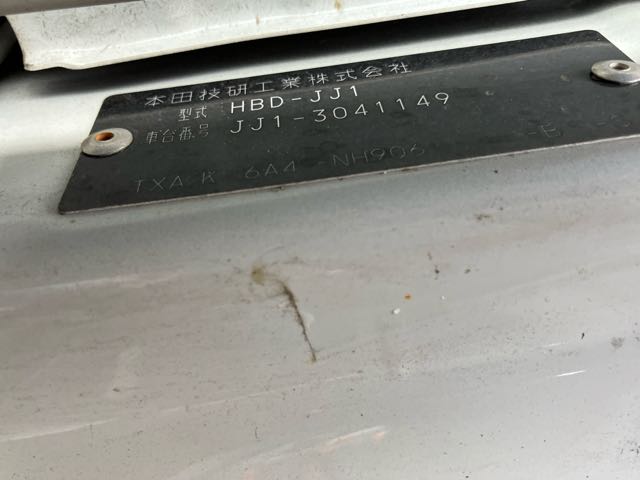 本田技研工業株式会社
型式 HBD-JJ1
車台番号 JJ1-3041149
TXA K 6A4 NH906 -B